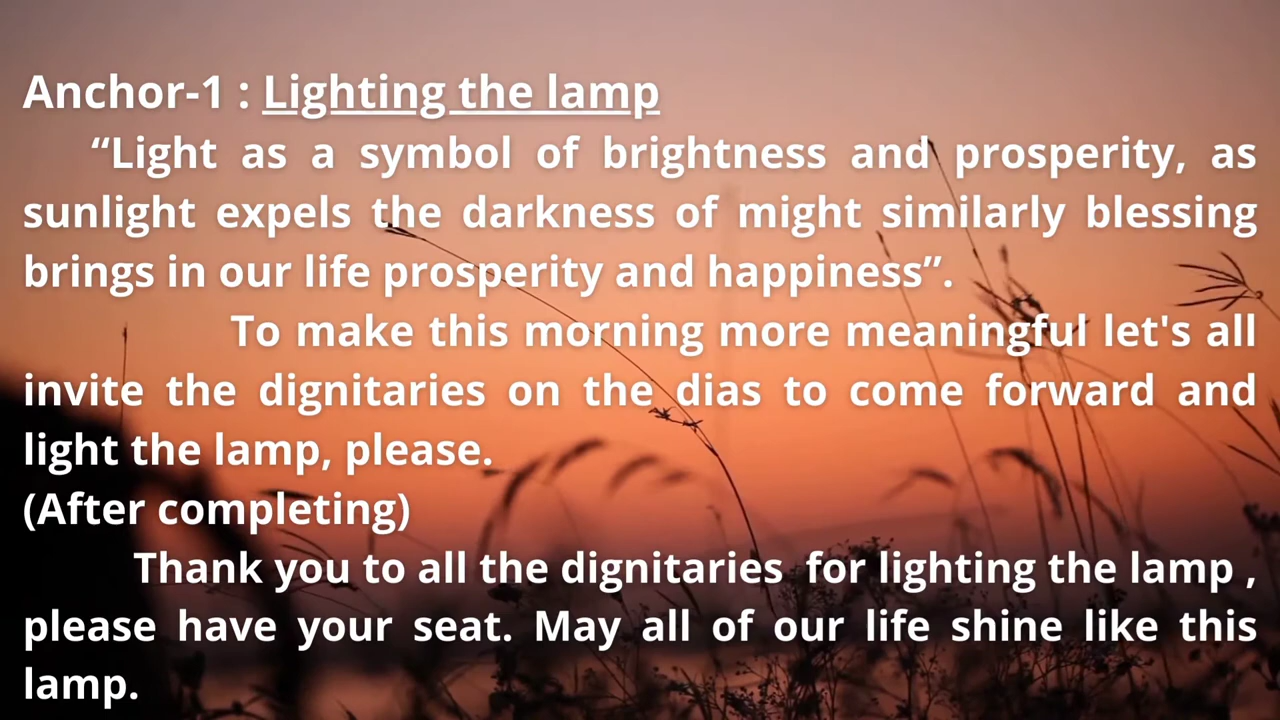 Anchor-1 : Lighting the lamp
“Light as a symbol of brightness and prosperity, as
sunlight expels the darkness of might similarly blessing
brings in our life prosperity and happiness”.
To make this morning more meaningful let's all
invite the dignitaries on the dias to come forward and
light the lamp, please.
(After completing)
Thank you to all the dignitaries for lighting the lamp ,
please have your seat. May all of our life shine like this
lamp.